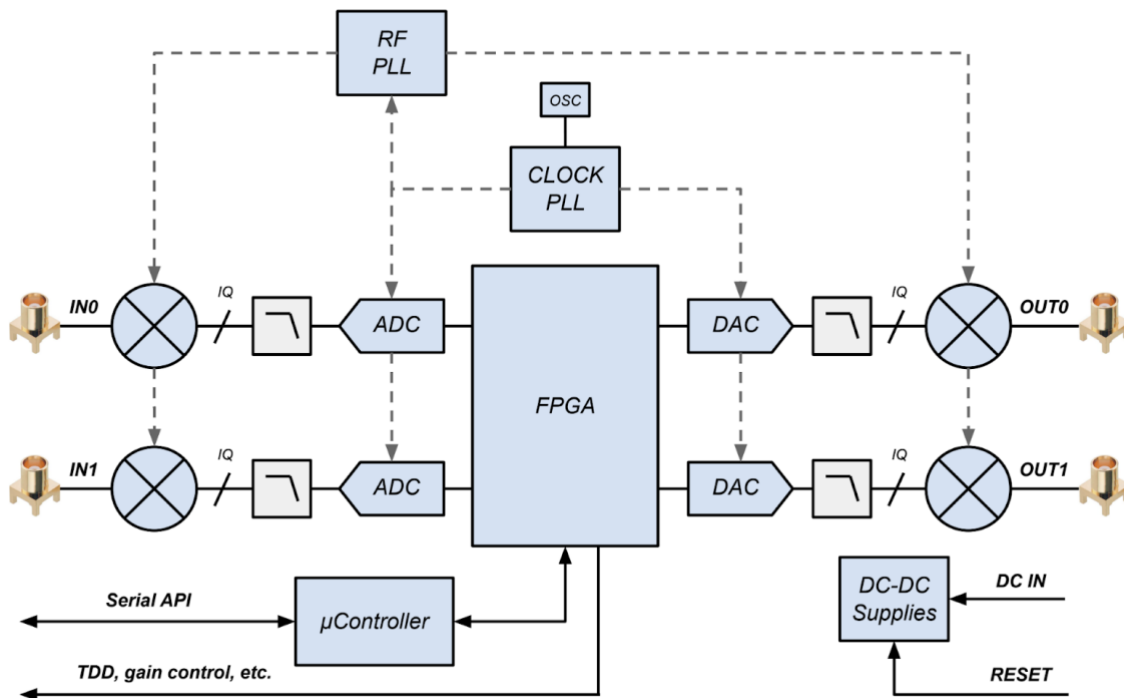 RF
PLL
OSC
CLOCK
PLL
IN0
IQ
ADC
FPGA
DAC
IQ
OUT0
IN1
IQ
ADC
DAC
IQ
OUT1
Serial API
µController
DC-DC
Supplies
DC IN
TDD, gain control, etc.
RESET